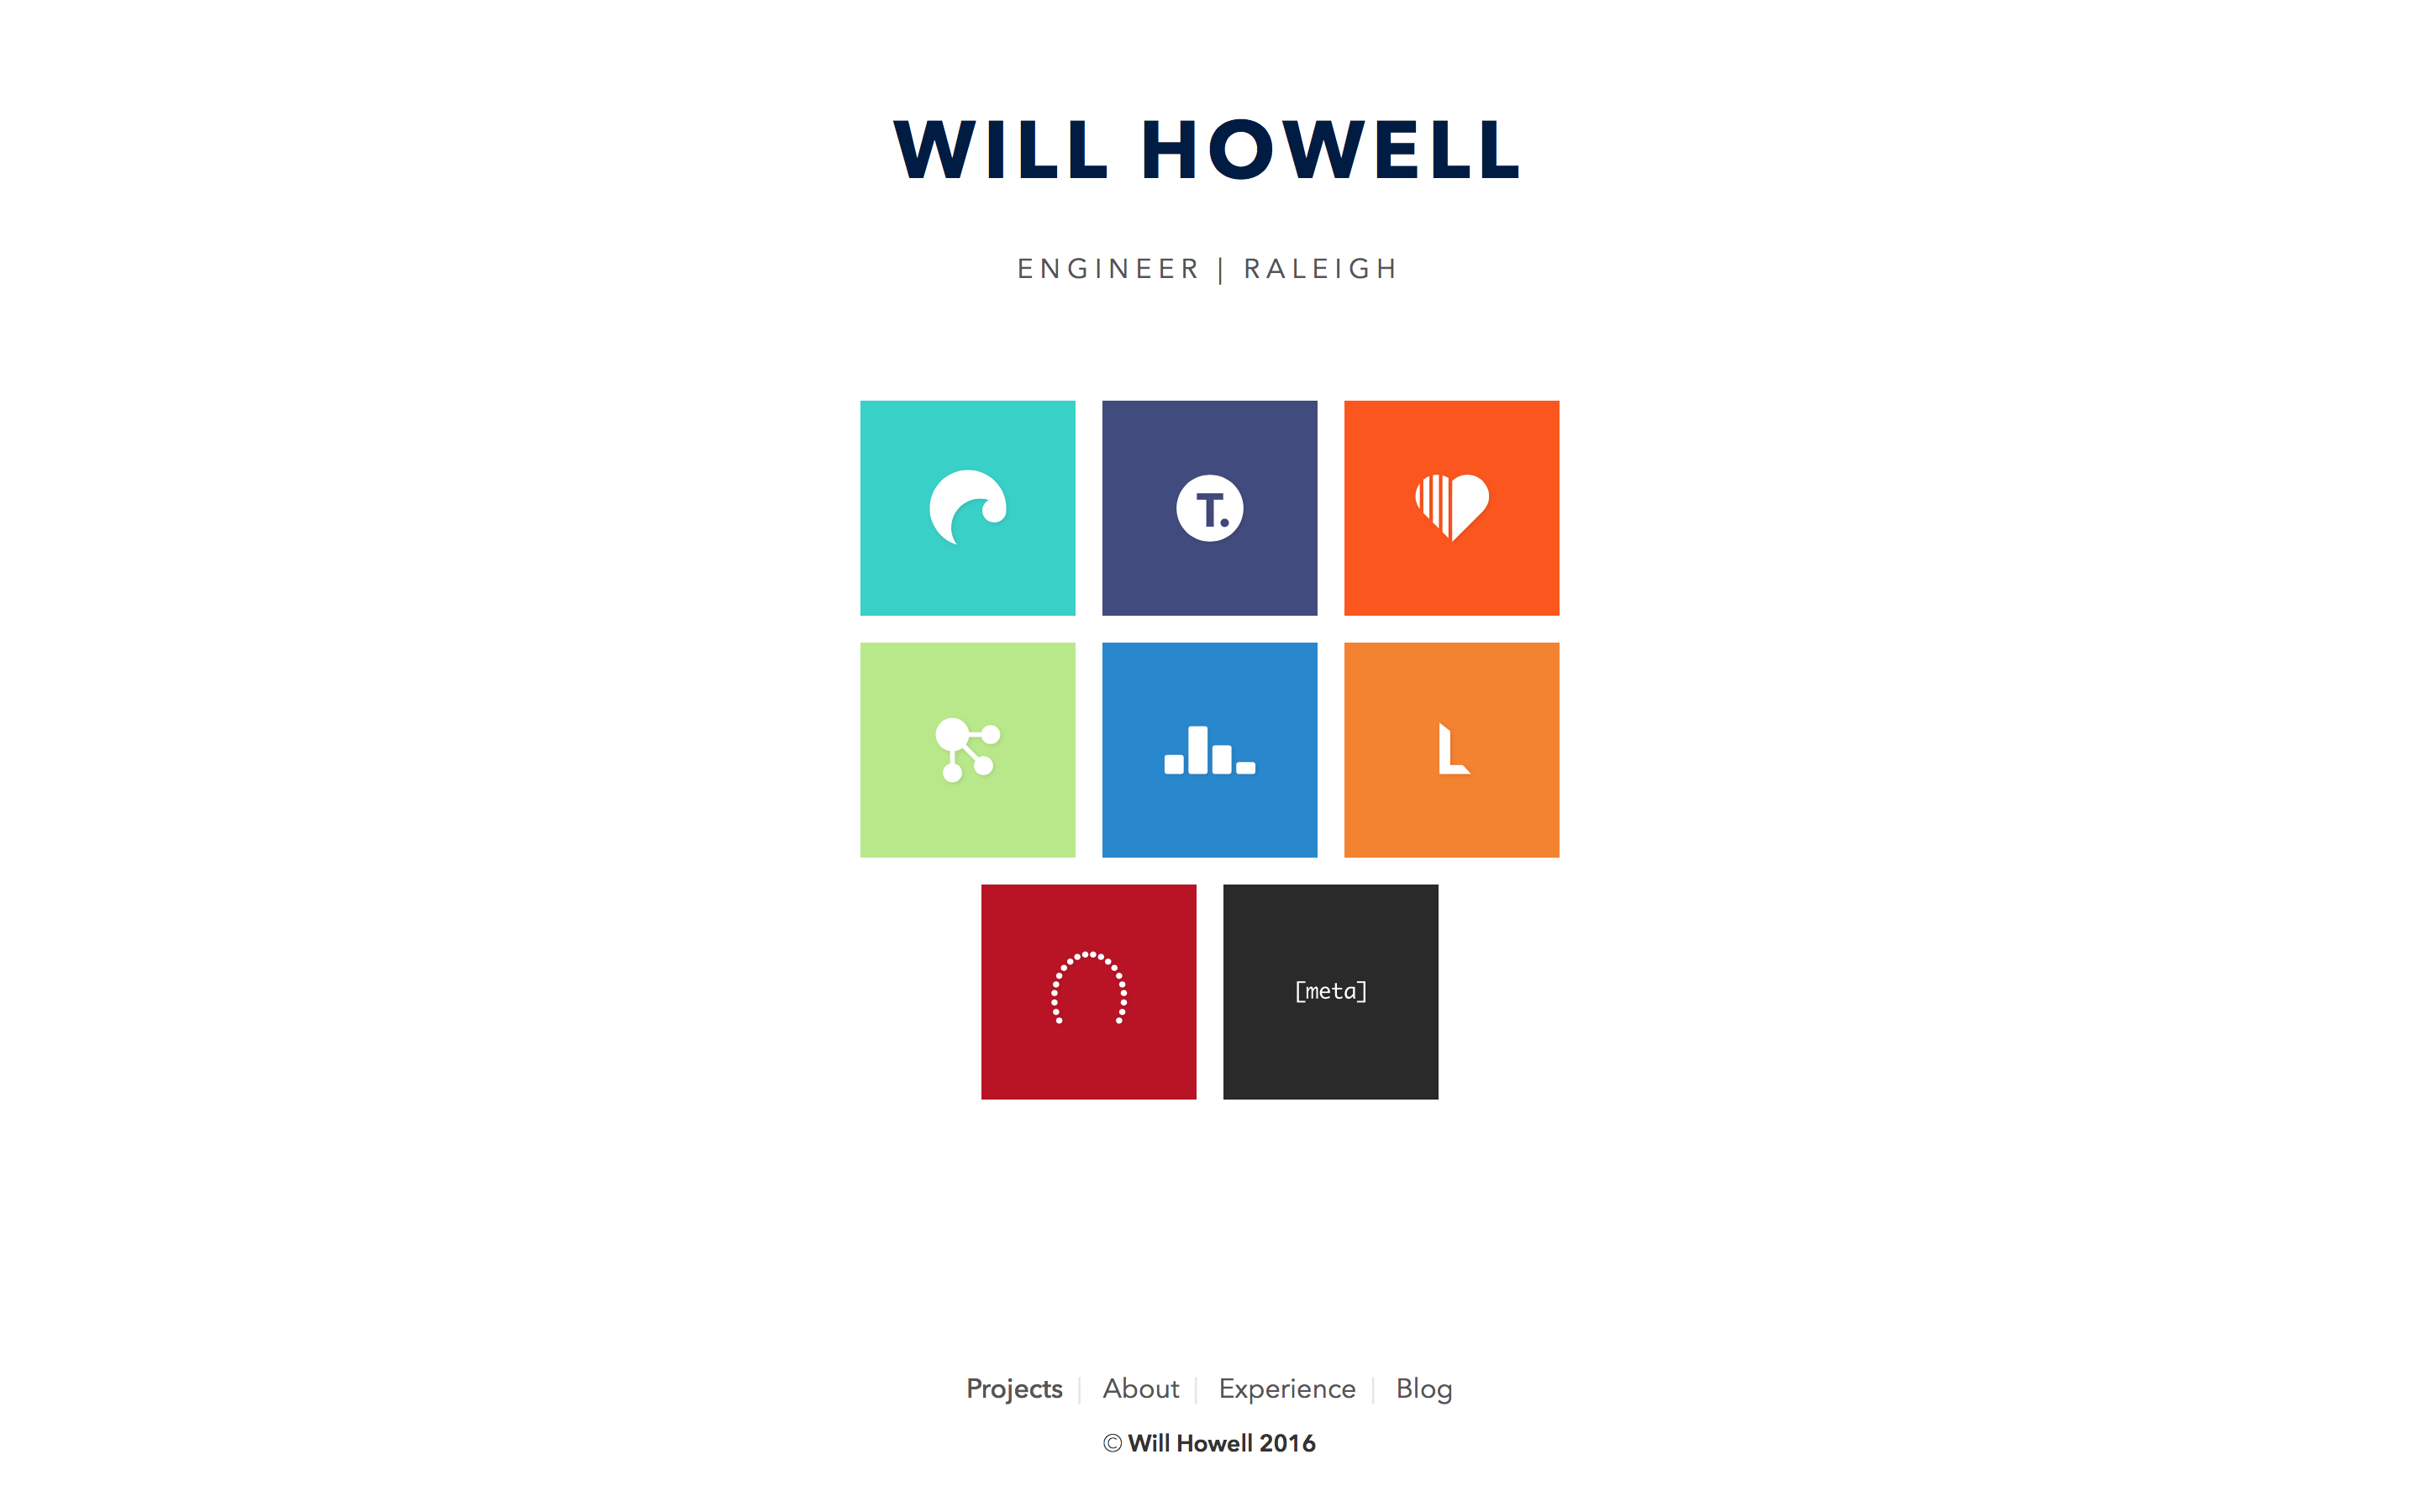 WILL HOWELL
ENGINEER | RALEIGH
T.
L
[meta]
Projects | About | Experience | Blog
© Will Howell 2016